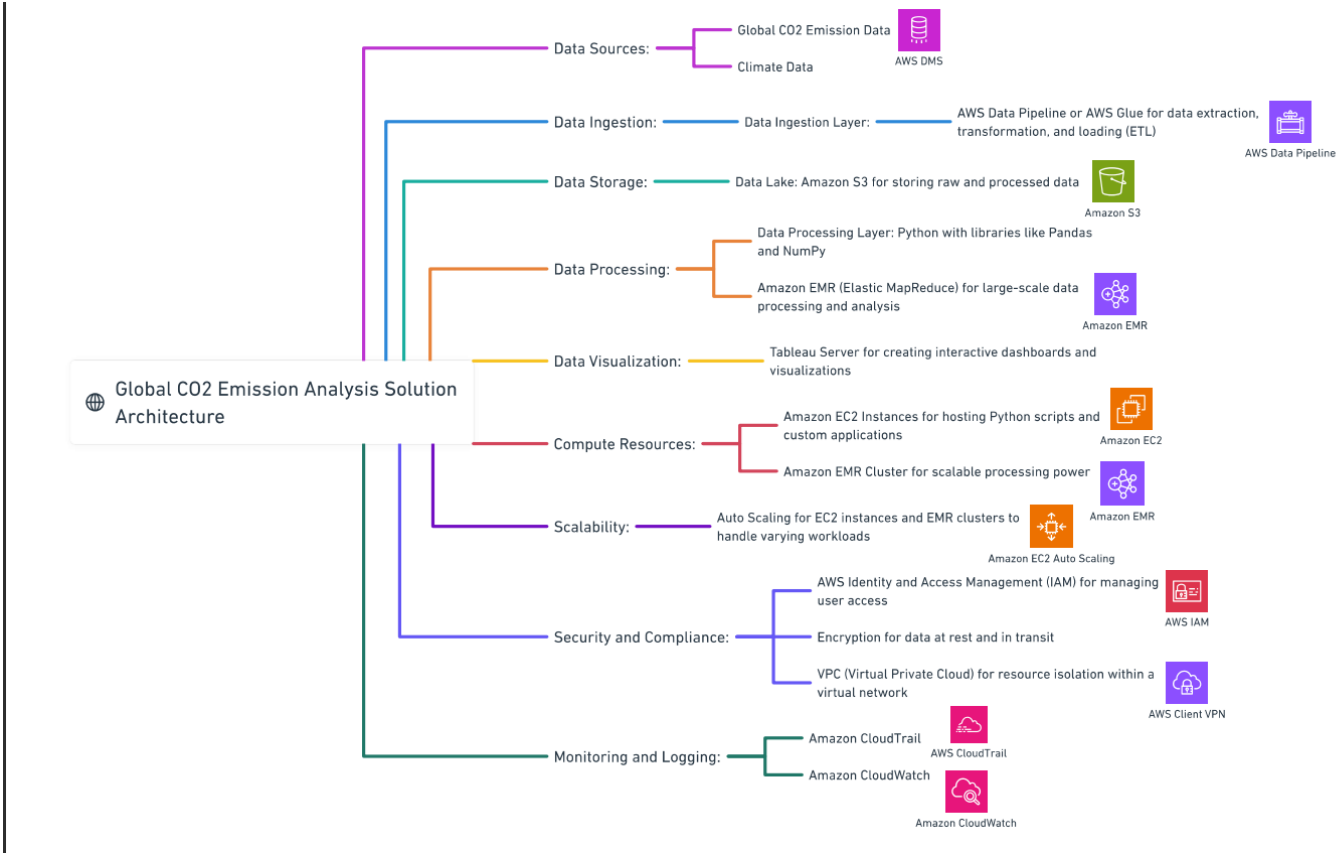 Global CO2 Emission Data
AWS DMS
Data Sources:
Climate Data
Data Ingestion:
Data Ingestion Layer:
AWS Data Pipeline or AWS Glue for data extraction,
transformation, and loading (ETL)
AWS Data Pipeline
Data Storage:
Data Lake: Amazon S3 for storing raw and processed data
Amazon S3
Data Processing:
Data Processing Layer: Python with libraries like Pandas
and NumPy
Amazon EMR (Elastic MapReduce) for large-scale data
processing and analysis
Amazon EMR
Data Visualization:
Tableau Server for creating interactive dashboards and
visualizations
Global CO2 Emission Analysis Solution
Architecture
Compute Resources:
Amazon EC2 Instances for hosting Python scripts and
custom applications
Amazon EC2
Amazon EMR Cluster for scalable processing power
Amazon EMR
Scalability:
Auto Scaling for EC2 instances and EMR clusters to
handle varying workloads
Amazon EC2 Auto Scaling
Security and Compliance:
AWS Identity and Access Management (IAM) for managing
user access
AWS IAM
Encryption for data at rest and in transit
VPC (Virtual Private Cloud) for resource isolation within a
virtual network
AWS Client VPN
Monitoring and Logging:
Amazon CloudTrail
AWS CloudTrail
Amazon CloudWatch
Amazon CloudWatch